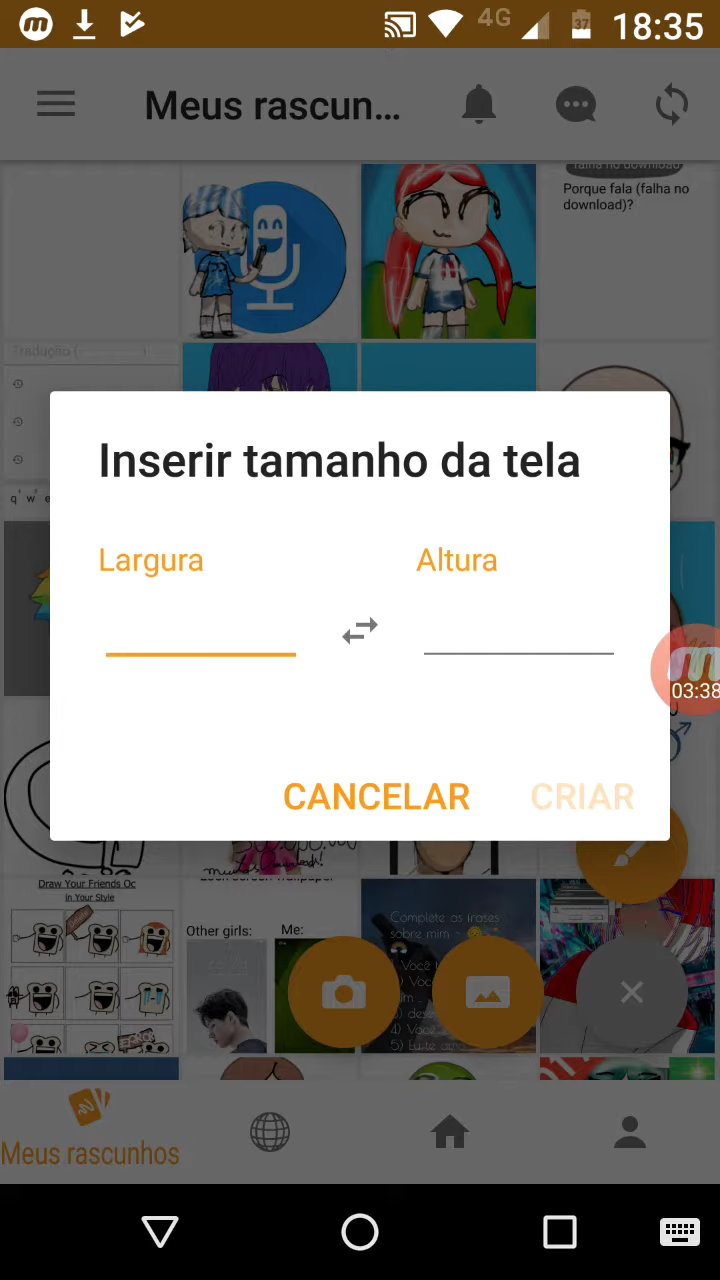 4G
37
18:35
Meus rascun...
falha no download
Porque fala (falha no
download)?
Tradução (
q' w' e
Inserir tamanho da tela
Largura
Altura
03:38
CANCELAR
CRIAR
Draw Your Friends Oc
in Your Style
Other girls:
Me:
Complete as frases
sobre mim ~
Meus rascunhos